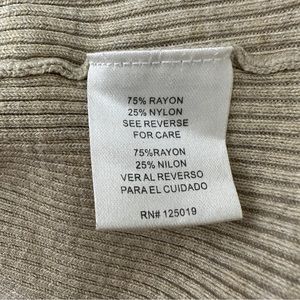 75% RAYON
25% NYLON
SEE REVERSE
FOR CARE
75%RAYON
25% NILON
VER AL REVERSO
PARA EL CUIDADO
RN# 125019